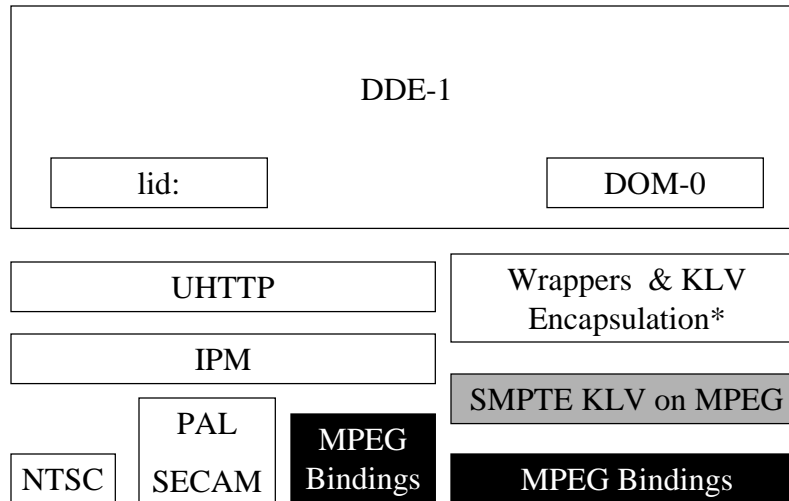 DDE-1
lid:
DOM-0
UHTTP
Wrappers & KLV
Encapsulation*
IPM
SMPTE KLV on MPEG
PAL
SECAM
MPEG
Bindings
NTSC
MPEG Bindings